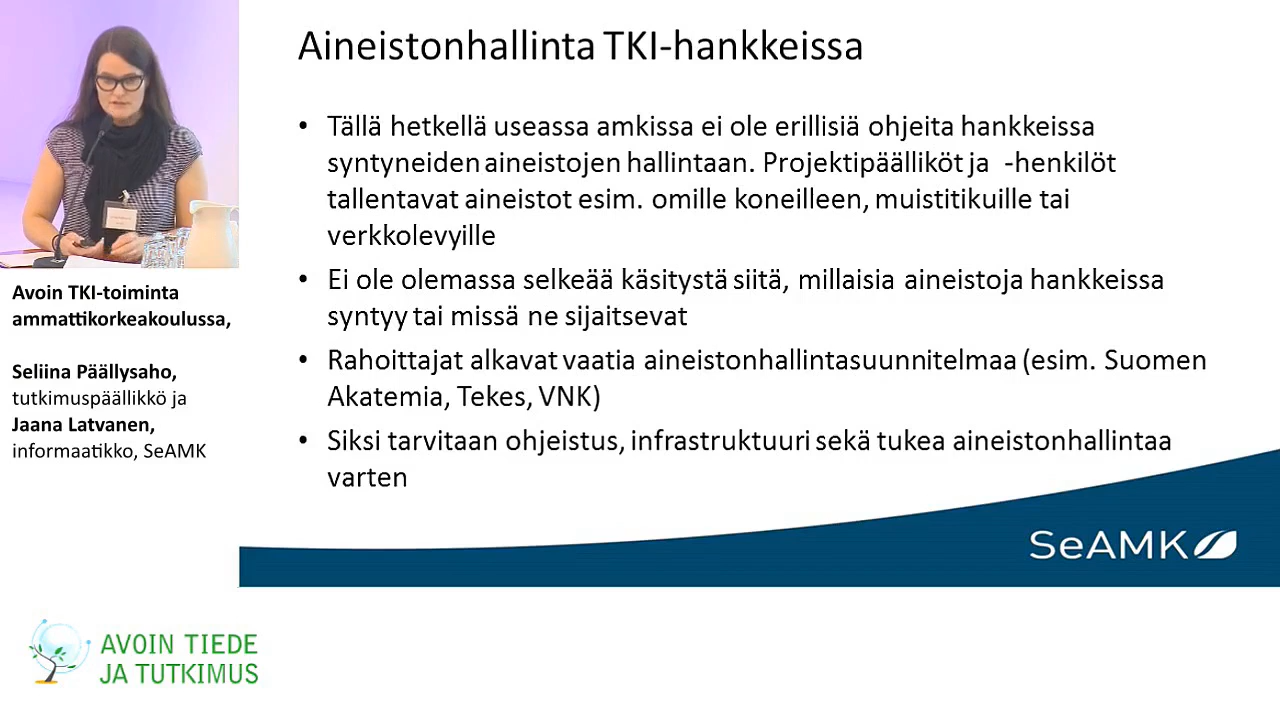 Aineistonhallinta TKI-hankkeissa
• Tällä hetkellä useassa amkissa ei ole erillisiä ohjeita hankkeissa
syntyneiden aineistojen hallintaan. Projektipäälliköt ja -henkilöt
tallentavat aineistot esim. omille koneilleen, muistitikuille tai
verkkolevyille
• Ei ole olemassa selkeää käsitystä siitä, millaisia aineistoja hankkeissa
syntyy tai missä ne sijaitsevat
• Rahoittajat alkavat vaatia aineistonhallintasuunnitelmaa (esim. Suomen
Akatemia, Tekes, VNK)
• Siksi tarvitaan ohjeistus, infrastruktuuri sekä tukea aineistonhallintaa
varten
SeAMK
Avoin TKI-toiminta
ammattikorkeakoulussa,
Seliina Päällysaho,
tutkimuspäällikkö ja
Jaana Latvanen,
informaatikko, SeAMK
AVOIN TIEDE
JA TUTKIMUS